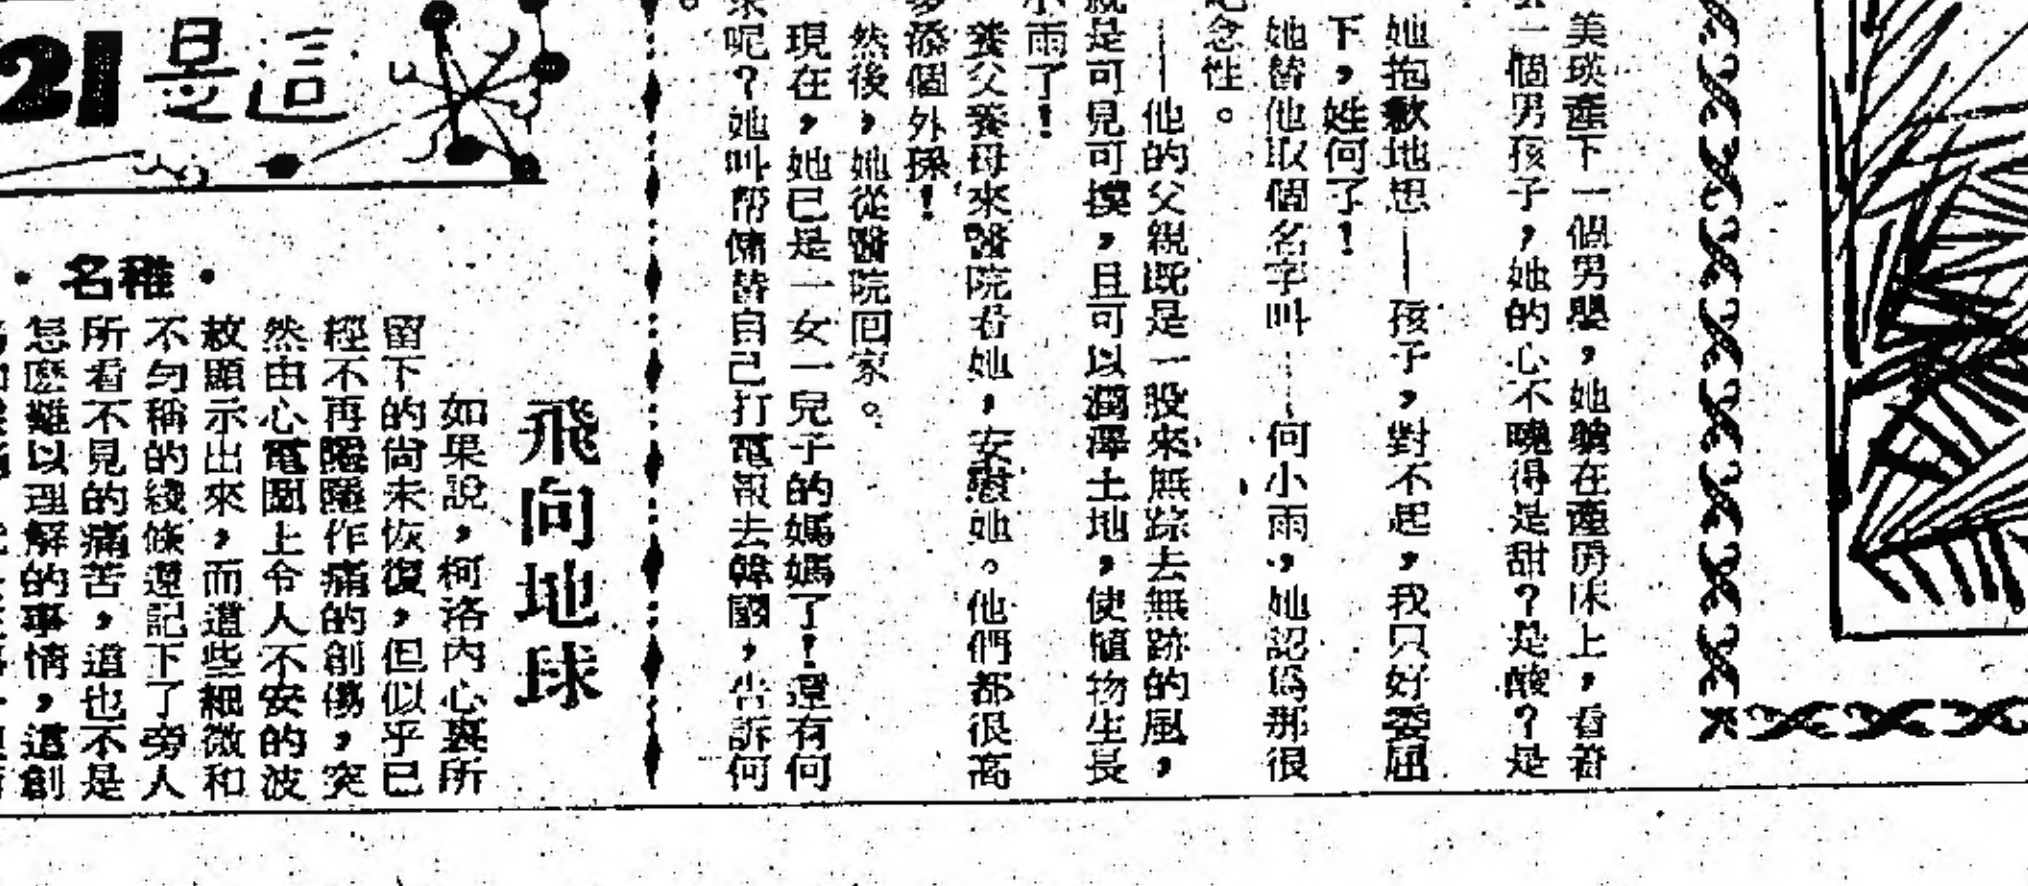 美瑛產下一個男嬰，她躺在產房床上，看着
一個男孩子，她的心不曉得是甜？是酸？是
她抱歉地想——孩子，對不起，我只好委屈
下，姓何了！
她替他取個名字叫——何小雨，她認爲那很
念性。
——他的父親既是一股來無踪去無跡的風，
就是可見可摸，且可以潤澤土地，使植物生長
小雨了！
養父養母來醫院看她，安慰她。他們都很高
多添個外孫！
然後，她從醫院回家。
現在，她已是一女一兒子的媽媽了！還有何
呢？她叫帮傭替自己打電報去韓國，告訴何
。
這是21
飛向地球
·稚名·
如果說，柯洛內心裏所
留下的尙未恢復，但似乎已
經不再隱隱作痛的創傷，突
然由心電圖上令人不安的波
紋顯示出來，而這些細微和
不勻稱的綫條還記下了旁人
所看不見的痛苦，這也不是
怎麽難以理解的事情，這創